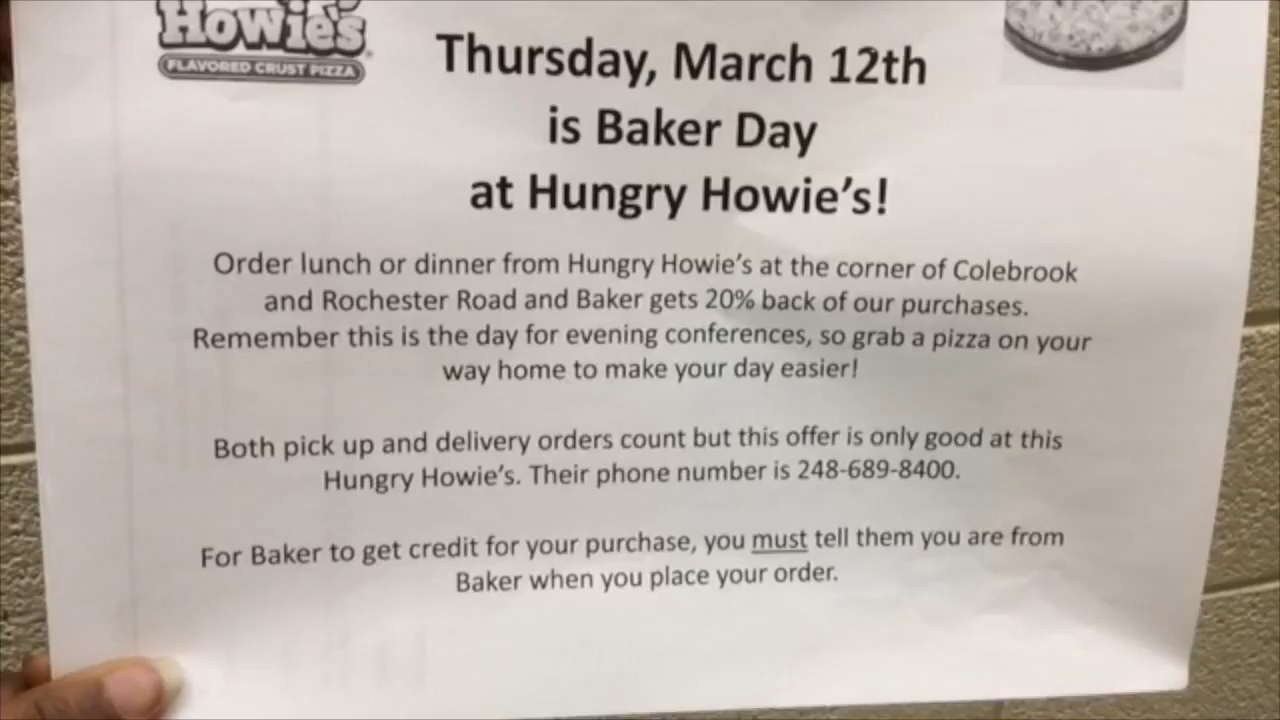 Howie's
FLAVORED CRUST PIZZA
Thursday, March 12th
is Baker Day
at Hungry Howie's!
Order lunch or dinner from Hungry Howie's at the corner of Colebrook
and Rochester Road and Baker gets 20% back of our purchases.
Remember this is the day for evening conferences, so grab a pizza on your
way home to make your day easier!
Both pick up and delivery orders count but this offer is only good at this
Hungry Howie's. Their phone number is 248-689-8400.
For Baker to get credit for your purchase, you must tell them you are from
Baker when you place your order.